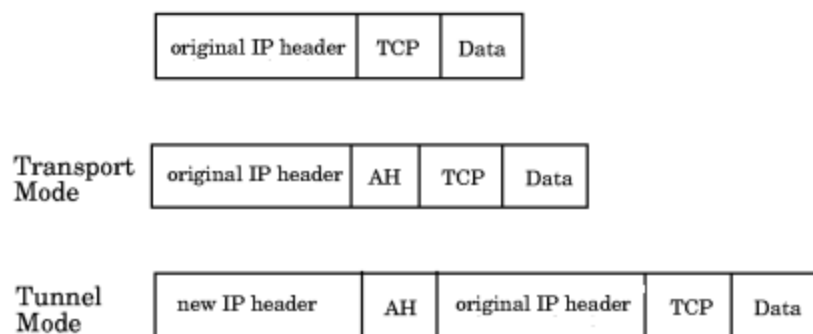 original IP header TCP Data
Transport Mode
original IP header AH TCP Data
Tunnel Mode
new IP header AH original IP header TCP Data